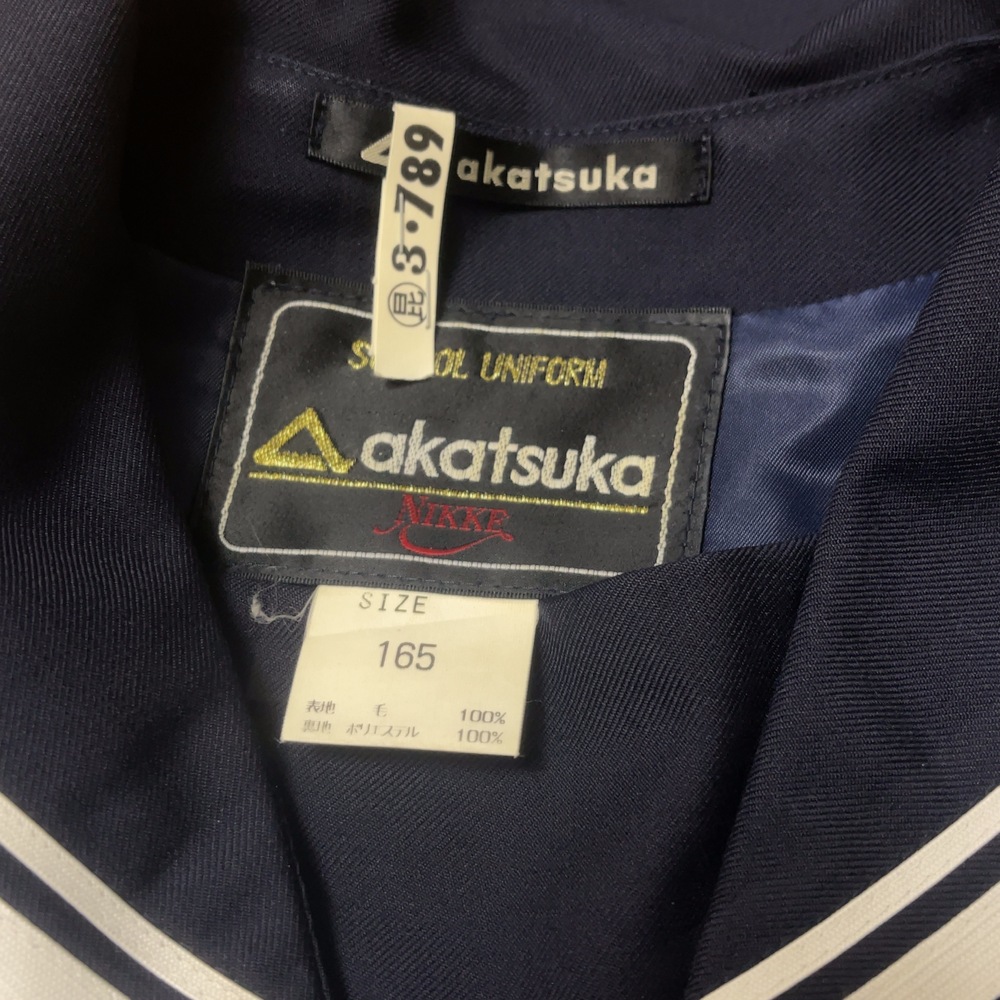 akatsuka
㊐昆 3・789
SCHOOL UNIFORM
akatsuka
NIKKE
SIZE
165
表地 毛 100%
裏地 ポリエステル 100%